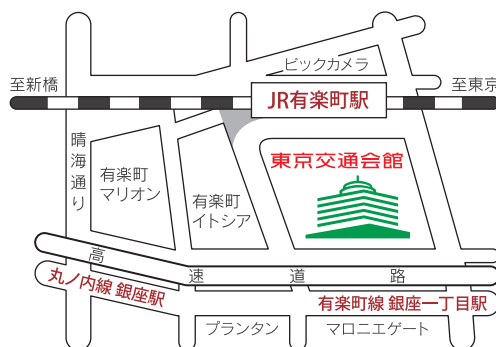 ビックカメラ
至新橋
JR有楽町駅
至東京
晴海通り
有楽町
マリオン
有楽町
イトシア
東京交通会館
高速道路
丸ノ内線 銀座駅
有楽町線 銀座一丁目駅
プランタン
マロニエゲート